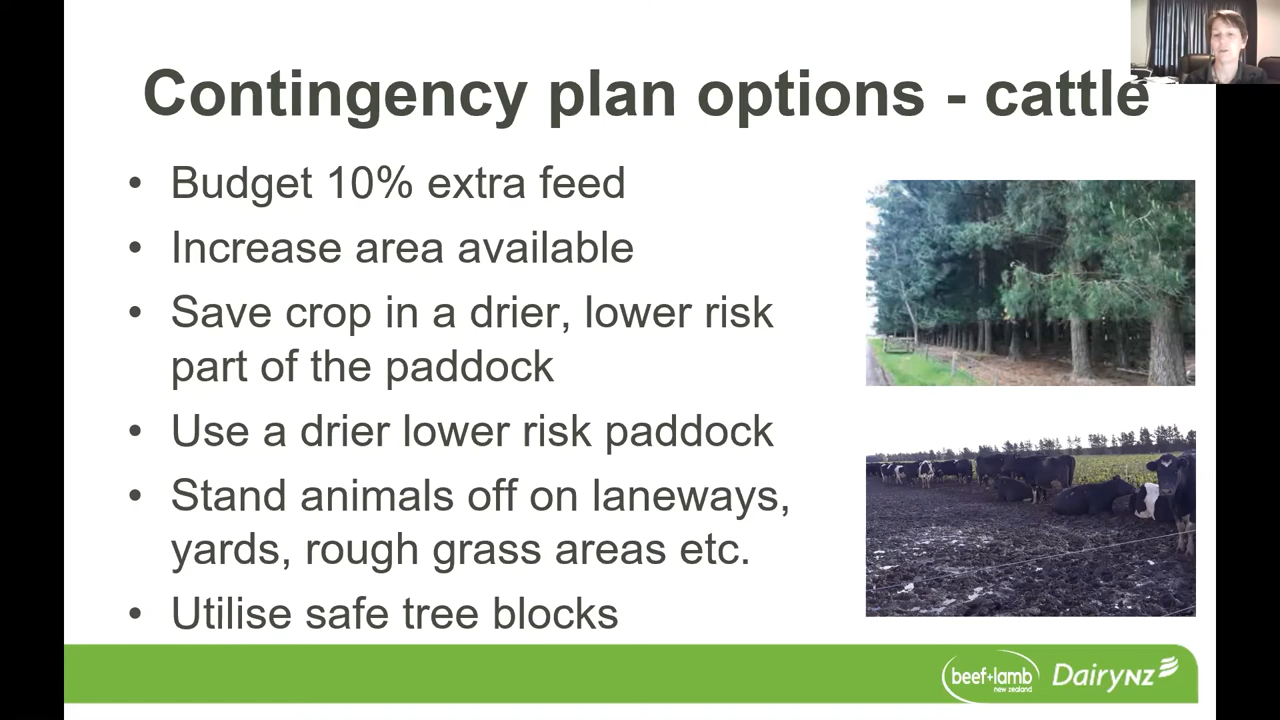 Contingency plan options - cattle
• Budget 10% extra feed
• Increase area available
• Save crop in a drier, lower risk
part of the paddock
• Use a drier lower risk paddock
• Stand animals off on laneways,
yards, rough grass areas etc.
• Utilise safe tree blocks
beef+lamb
new zealand
DairyNZ